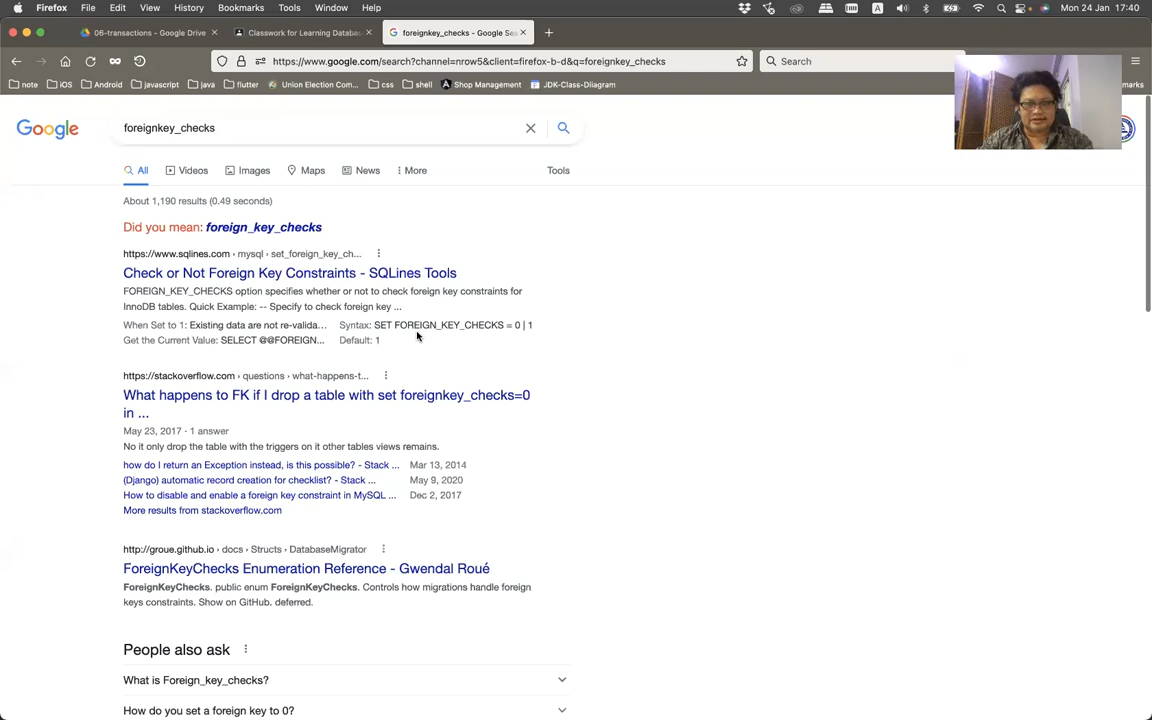 Firefox File Edit View History Bookmarks Tools Window Help A Mon 24 Jan 17:40
06-transactions - Google Drive Classwork for Learning Databas foreignkey_checks - Google Sea
https://www.google.com/search?channel=nrow5&client=firefox-b-d&q=foreignkey_checks Search
note iOS Android javascript java flutter Union Election Com... css shell Shop Management JDK-Class-Diagram
Google foreignkey_checks
All Videos Images Maps News More Tools
About 1,190 results (0.49 seconds)
Did you mean: foreign_key_checks
https://www.sqlines.com › mysql › set_foreign_key_ch...
Check or Not Foreign Key Constraints - SQLines Tools
FOREIGN_KEY_CHECKS option specifies whether or not to check foreign key constraints for
InnoDB tables. Quick Example: -- Specify to check foreign key ...
When Set to 1: Existing data are not re-valida... Syntax: SET FOREIGN_KEY_CHECKS = 0 | 1
Get the Current Value: SELECT @@FOREIGN... Default: 1
https://stackoverflow.com › questions › what-happens-t...
What happens to FK if I drop a table with set foreignkey_checks=0
in ...
May 23, 2017 · 1 answer
No it only drop the table with the triggers on it other tables views remains.
how do I return an Exception instead, is this possible? - Stack ... Mar 13, 2014
(Django) automatic record creation for checklist? - Stack ... May 9, 2020
How to disable and enable a foreign key constraint in MySQL ... Dec 2, 2017
More results from stackoverflow.com
http://groue.github.io › docs › Structs › DatabaseMigrator
ForeignKeyChecks Enumeration Reference - Gwendal Roué
ForeignKeyChecks. public enum ForeignKeyChecks. Controls how migrations handle foreign
keys constraints. Show on GitHub. deferred.
People also ask
What is Foreign_key_checks?
How do you set a foreign key to 0?